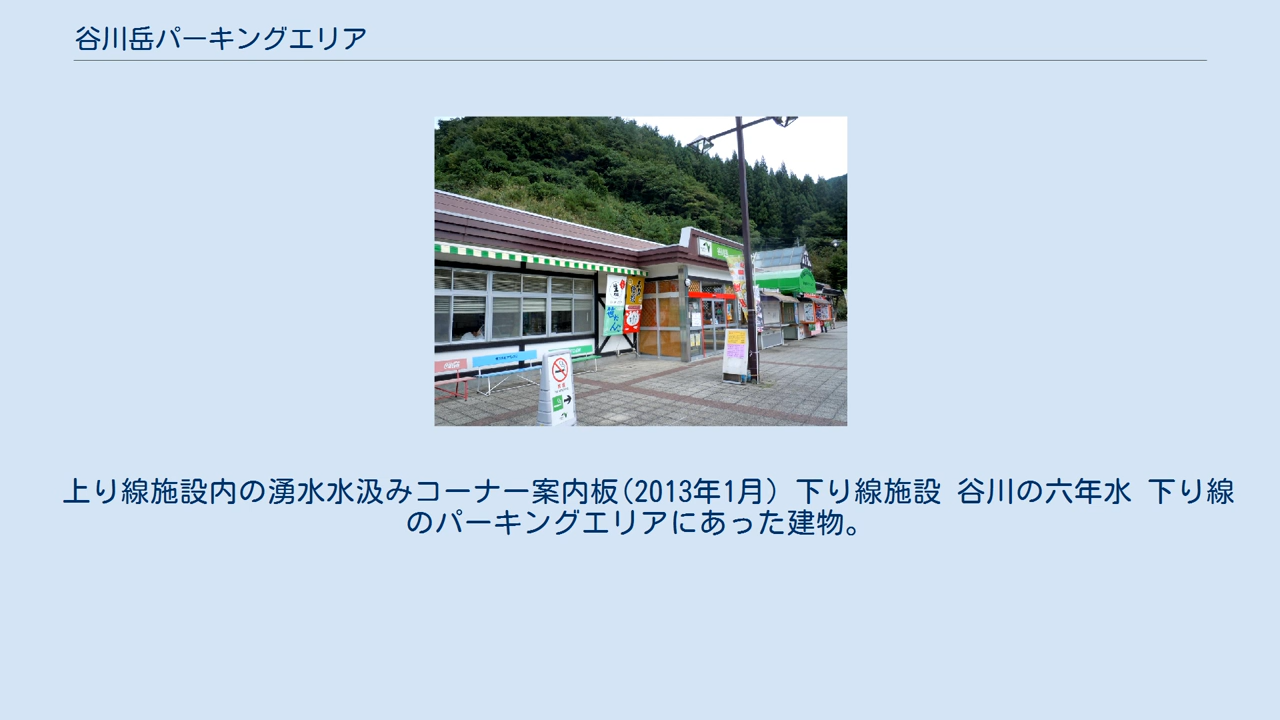 谷川岳パーキングエリア
上り線施設内の湧水水汲みコーナー案内板(2013年1月) 下り線施設 谷川の六年水 下り線
のパーキングエリアにあった建物。